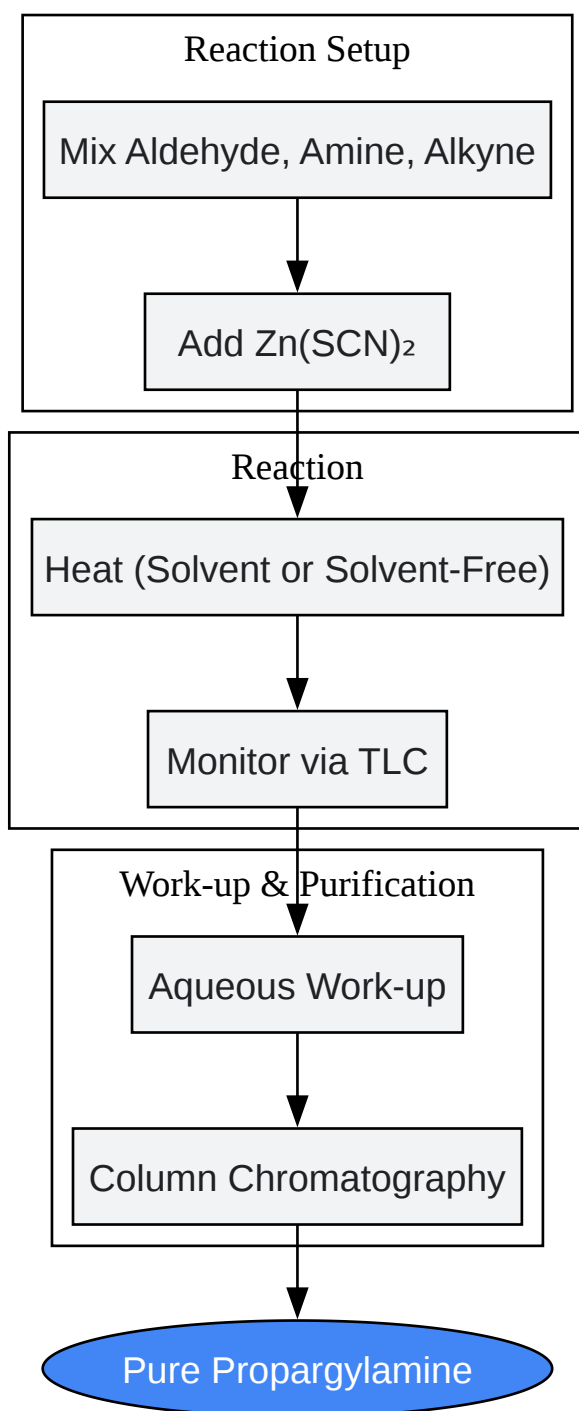 Reaction Setup
Mix Aldehyde, Amine, Alkyne
Add Zn(SCN)₂
Reaction
Heat (Solvent or Solvent-Free)
Monitor via TLC
Work-up & Purification
Aqueous Work-up
Column Chromatography
Pure Propargylamine